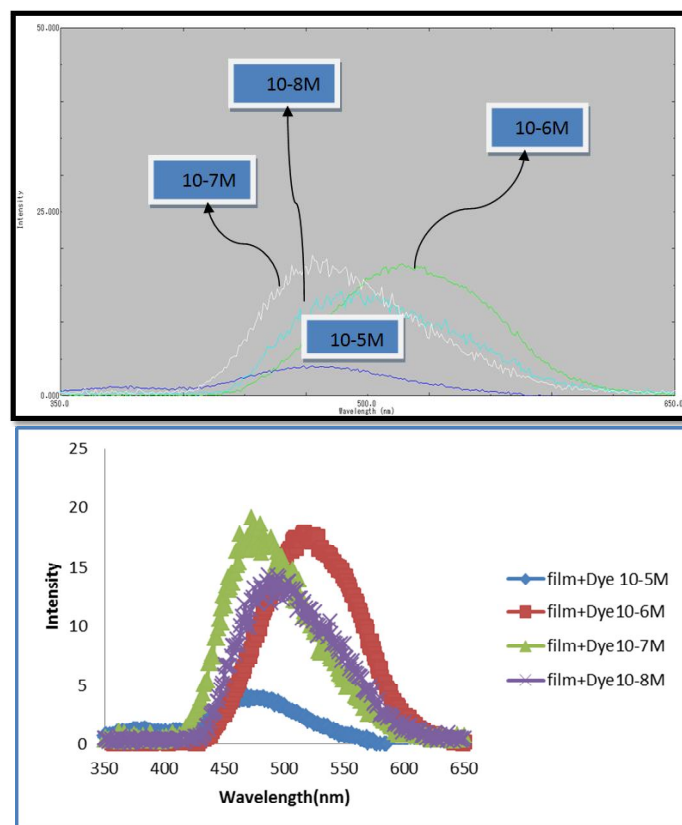 50.000
10-8M
10-6M
10-7M
Intensity
25.000
10-5M
0.000
350.0
500.0
650.0
Wavelength (nm)
25
20
15
10
5
0
Intensity
350
400
450
500
550
600
650
Wavelength(nm)
film+Dye 10-5M
film+Dye10-6M
film+Dye10-7M
film+Dye10-8M